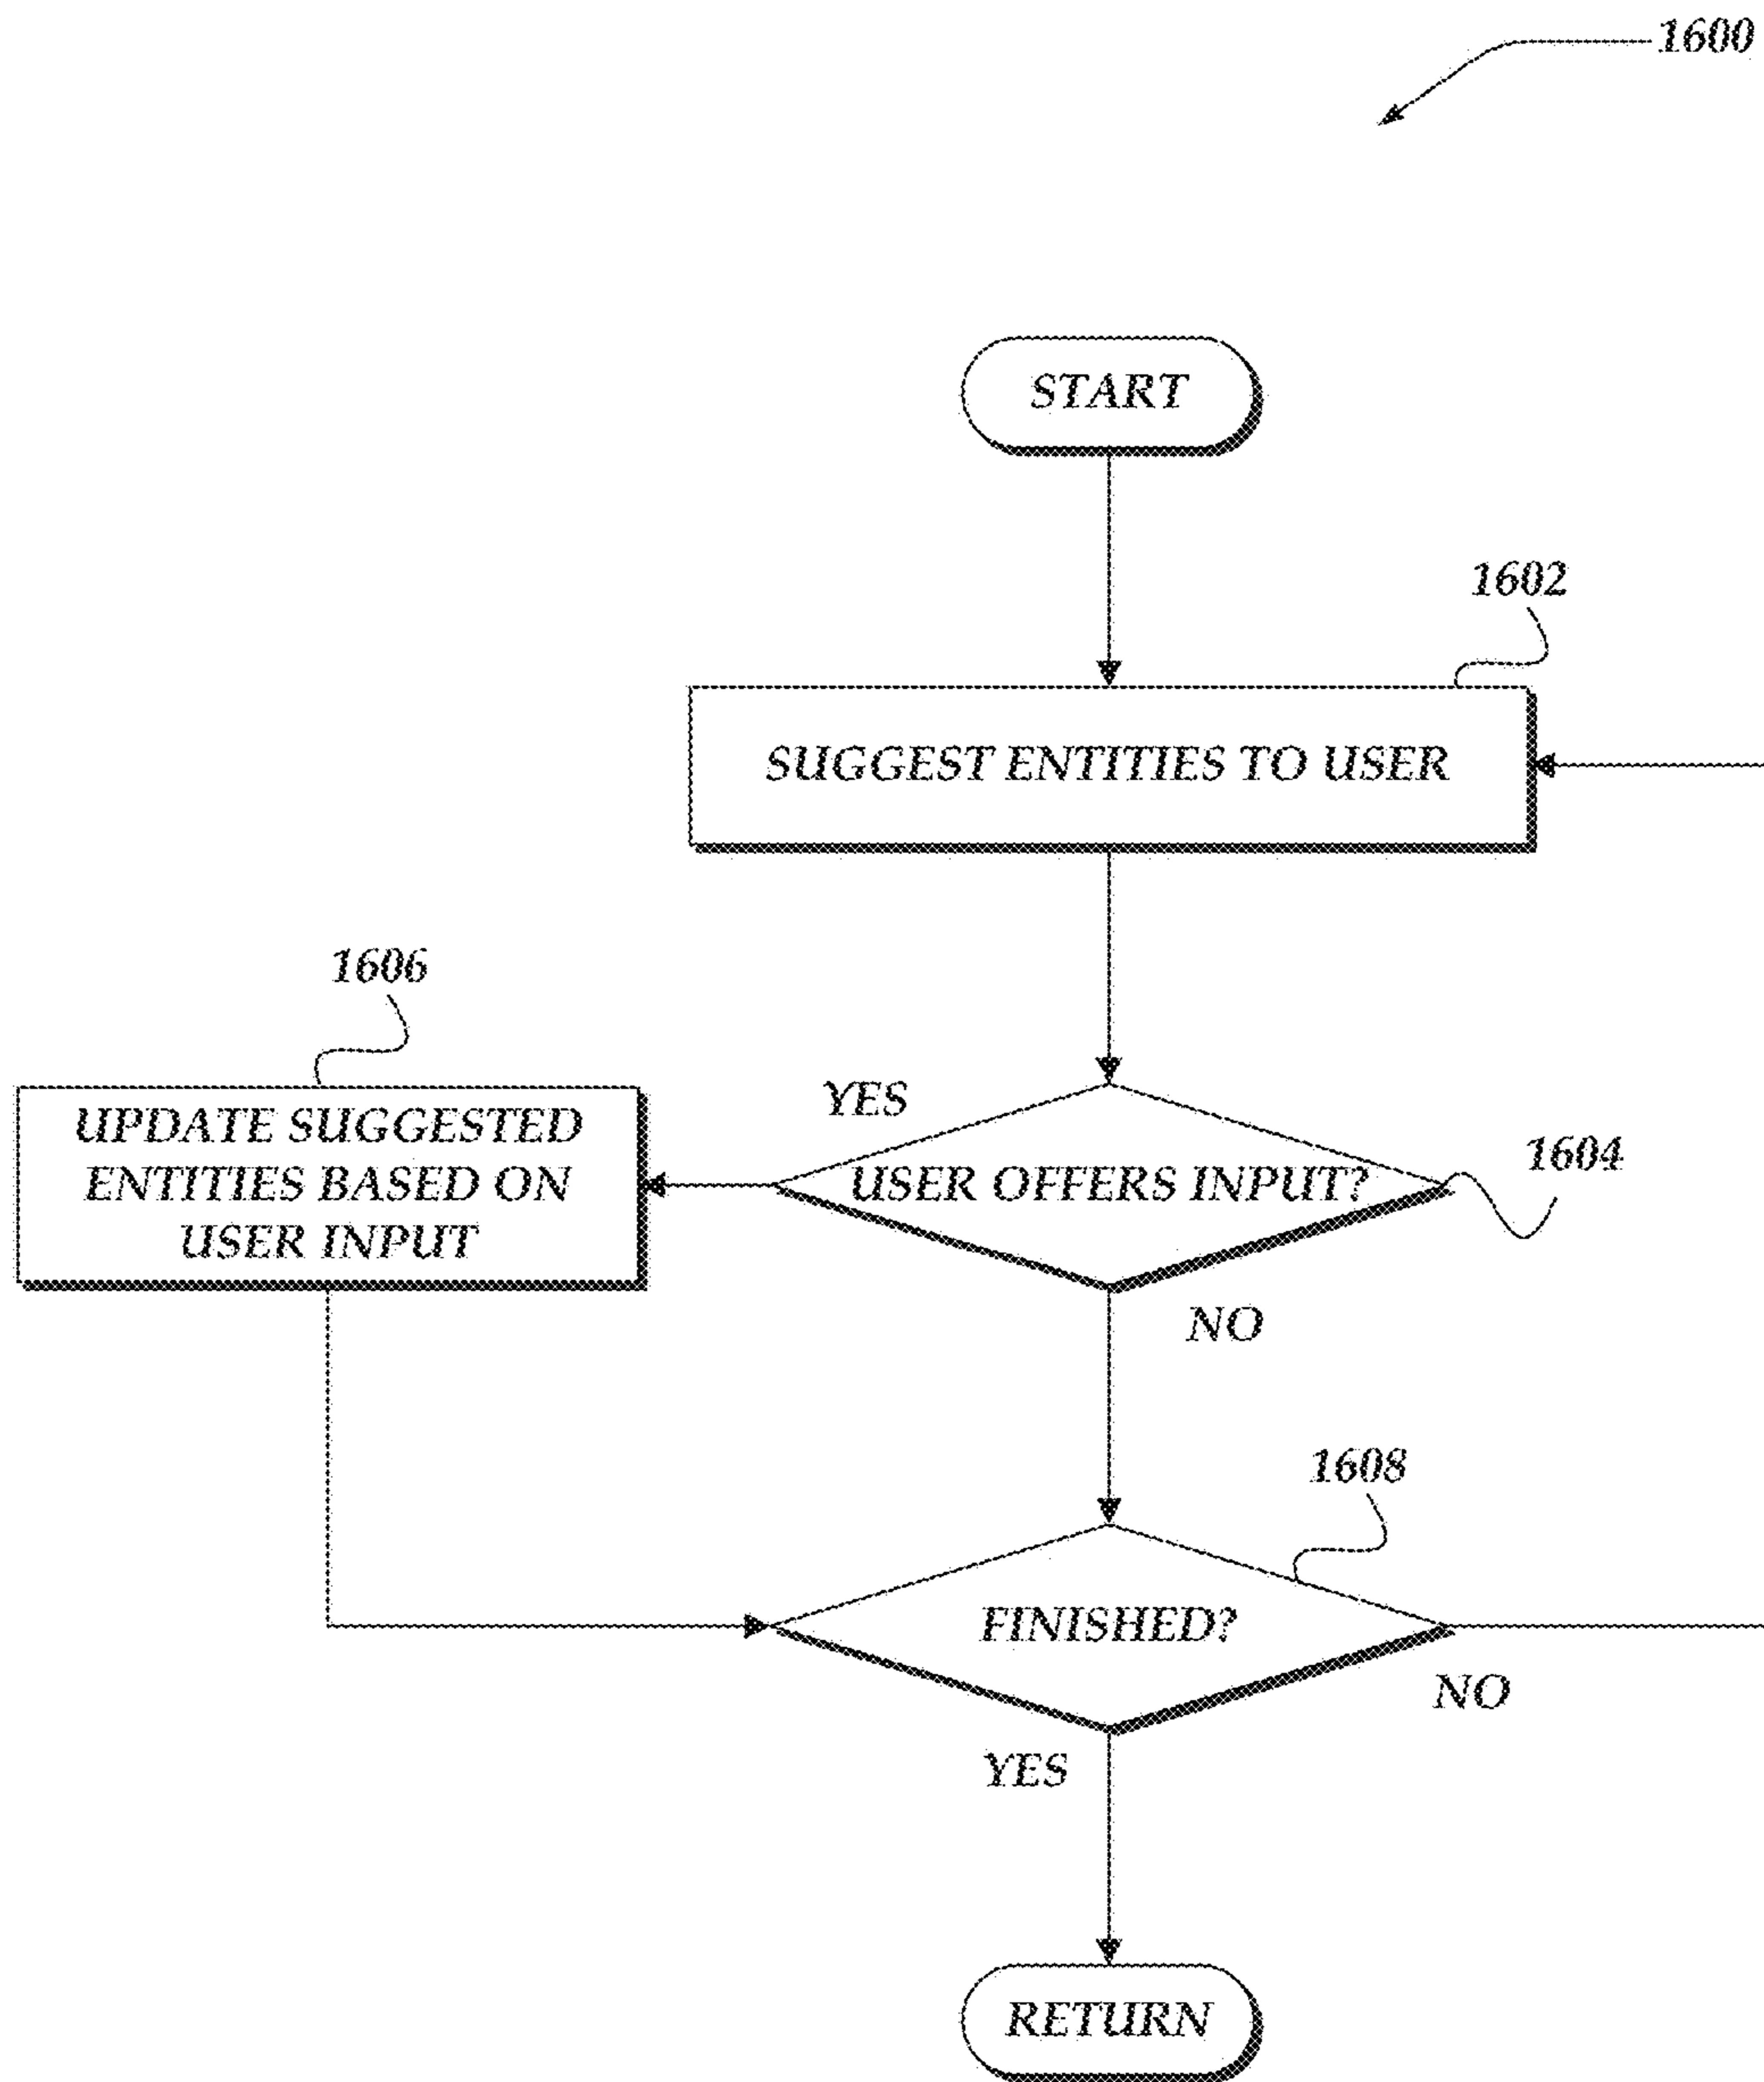 1600
START
1602
SUGGEST ENTITIES TO USER
1606
YES
UPDATE SUGGESTED
ENTITIES BASED ON
USER INPUT
USER OFFERS INPUT?
1604
NO
1608
FINISHED?
NO
YES
RETURN